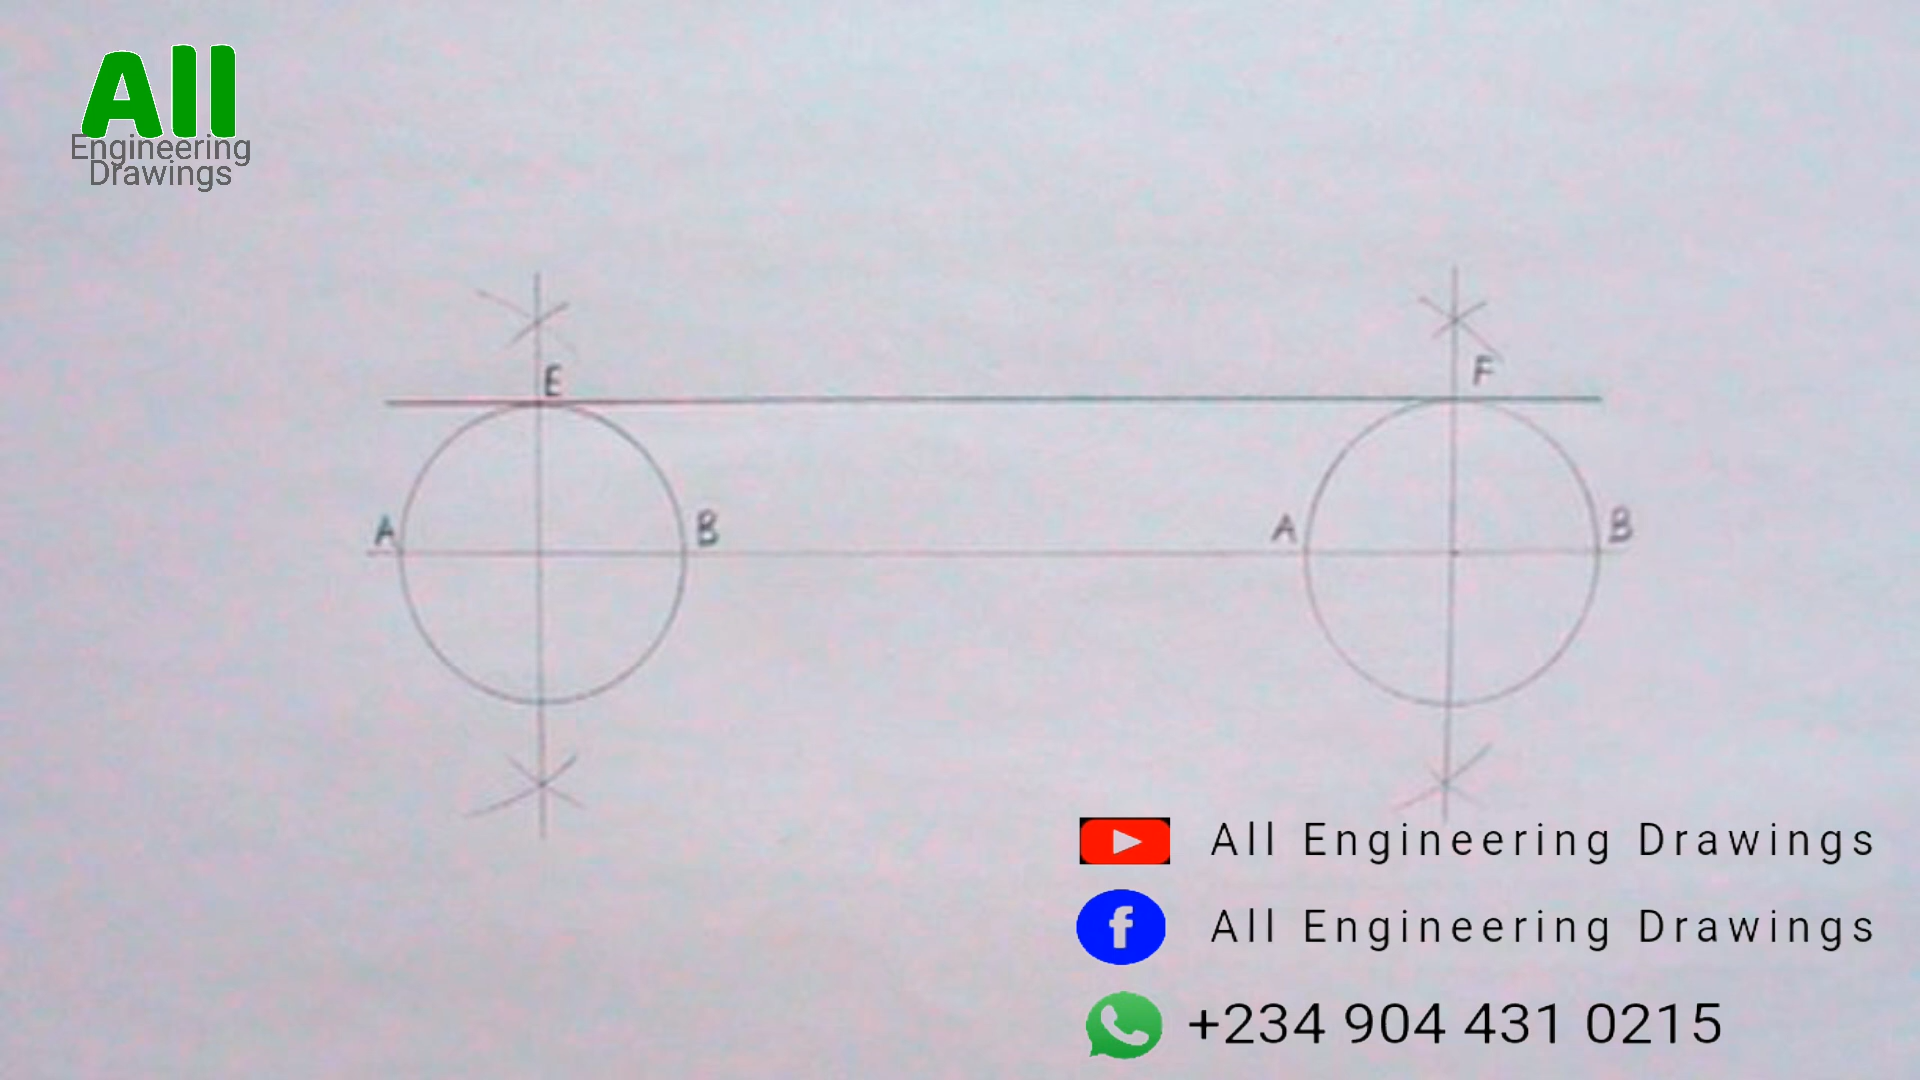 All
Engineering
Drawings
E
F
A
B
A
B
All Engineering Drawings
All Engineering Drawings
+234 904 431 0215